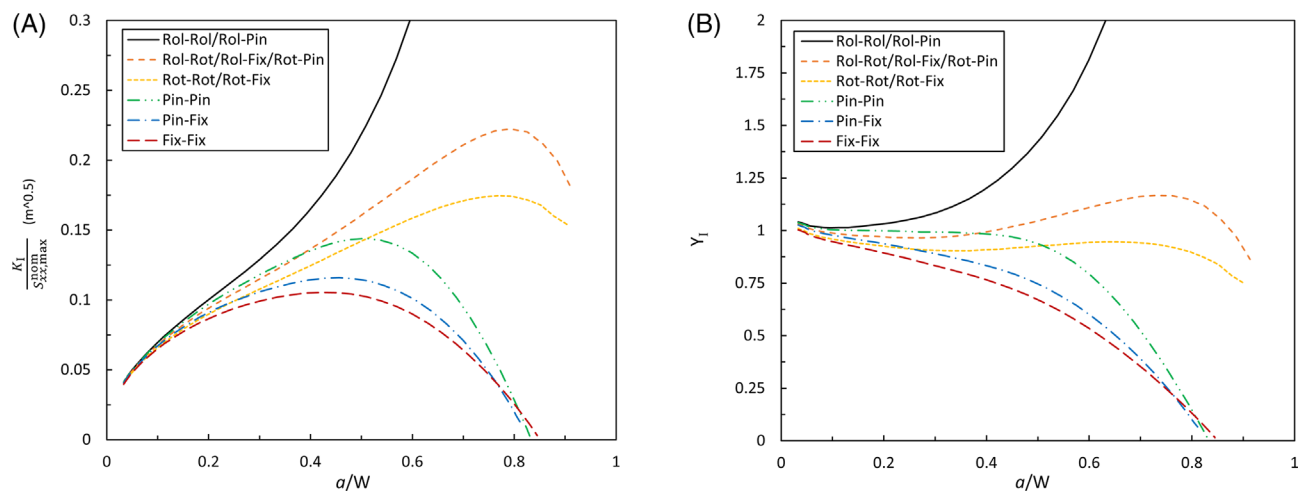 (A)
0.3
0.25
0.2
0.15
0.1
0.05
0
K_I
S_xx,max^nom
(m^0.5)
Rol-Rol/Rol-Pin
Rol-Rot/Rol-Fix/Rot-Pin
Rot-Rot/Rot-Fix
Pin-Pin
Pin-Fix
Fix-Fix
0 0.2 0.4 0.6 0.8 1
a/W
(B)
2
1.75
1.5
1.25
1
0.75
0.5
0.25
0
Y_I
Rol-Rol/Rol-Pin
Rol-Rot/Rol-Fix/Rot-Pin
Rot-Rot/Rot-Fix
Pin-Pin
Pin-Fix
Fix-Fix
0 0.2 0.4 0.6 0.8 1
a/W